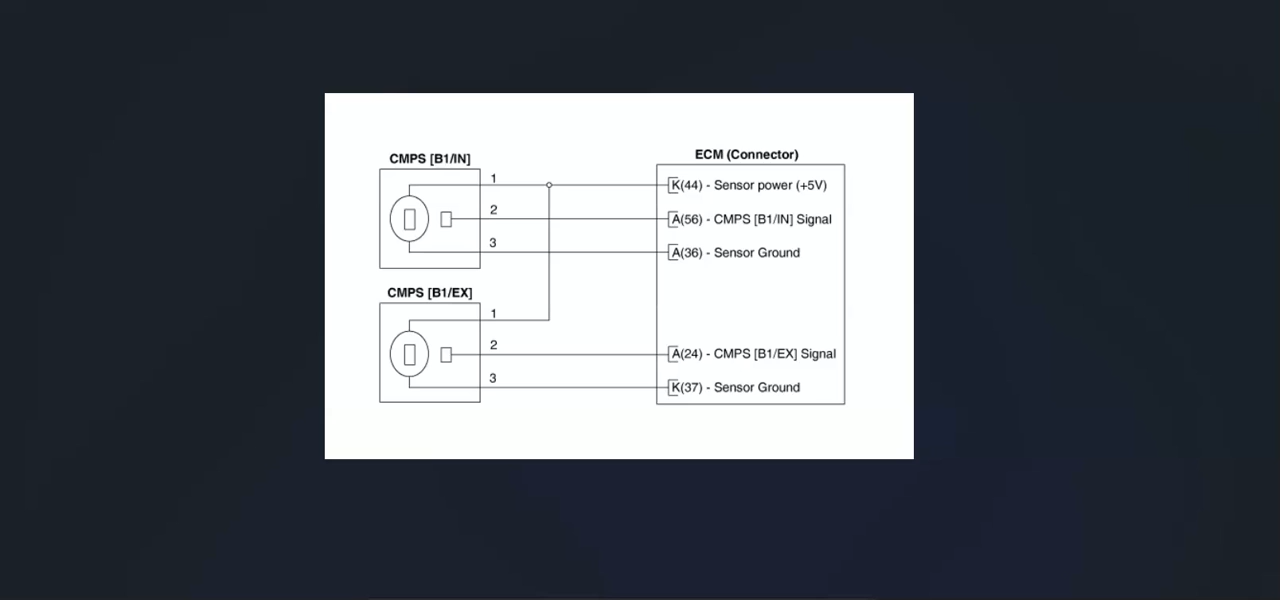 ECM (Connector)
CMPS [B1/IN]
1
K(44) - Sensor power (+5V)
2
A(56) - CMPS [B1/IN] Signal
3
A(36) - Sensor Ground
CMPS [B1/EX]
1
2
A(24) - CMPS [B1/EX] Signal
3
K(37) - Sensor Ground